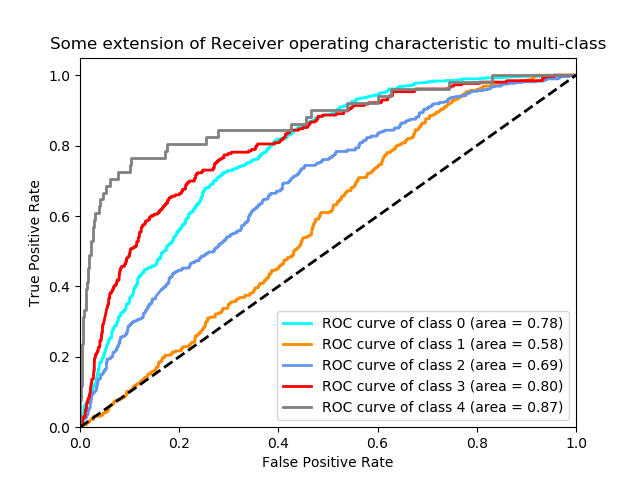 Some extension of Receiver operating characteristic to multi-class
1.0
0.8
0.6
0.4
0.2
0.0
True Positive Rate
ROC curve of class 0 (area = 0.78)
ROC curve of class 1 (area = 0.58)
ROC curve of class 2 (area = 0.69)
ROC curve of class 3 (area = 0.80)
ROC curve of class 4 (area = 0.87)
0.0 0.2 0.4 0.6 0.8 1.0
False Positive Rate